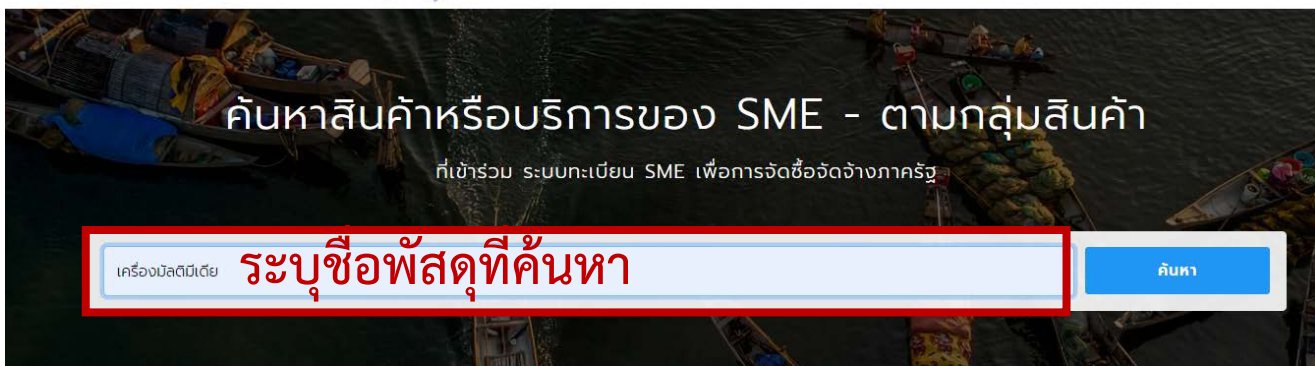 ค้นหาสินค้าหรือบริการของ SME - ตามกลุ่มสินค้า
ที่เข้าร่วม ระบบทะเบียน SME เพื่อการจัดซื้อจัดจ้างภาครัฐ
เครื่องมัลติมีเดีย ระบุชื่อพัสดุที่ค้นหา ค้นหา